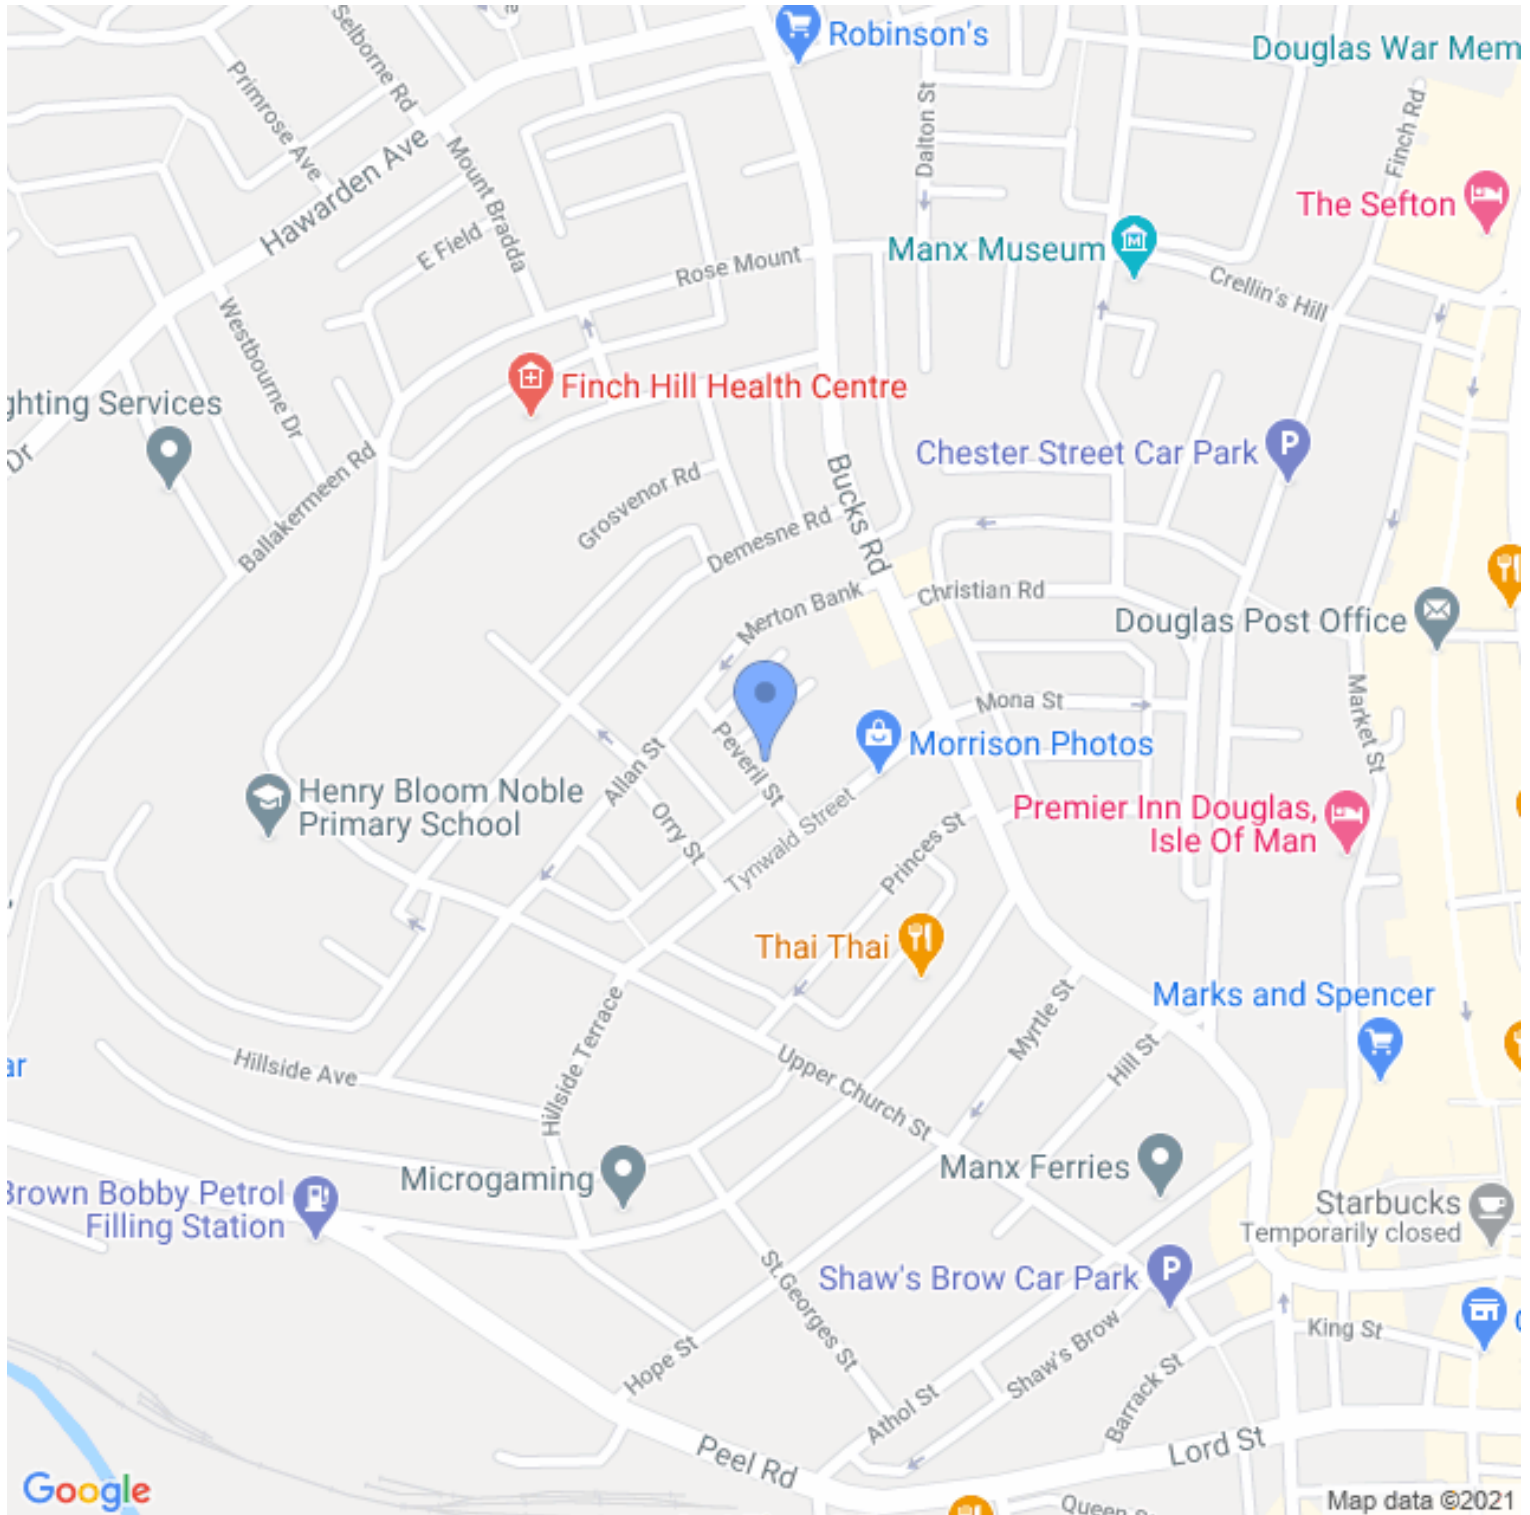 Robinson's
Douglas War Mem
Selborne Rd
Primrose Ave
Hawarden Ave
Mount Bradda
E Field
Dalton St
Finch Rd
The Sefton
Manx Museum
Crellin's Hill
Rose Mount
Westbourne Dr
ghting Services
Finch Hill Health Centre
Dr
Ballakermeen Rd
Grosvenor Rd
Demesne Rd
Bucks Rd
Chester Street Car Park
Merton Bank
Christian Rd
Douglas Post Office
Mona St
Market St
Morrison Photos
Peveril St
Allan St
Orry St
Tynwald Street
Henry Bloom Noble
Primary School
Princes St
Premier Inn Douglas,
Isle Of Man
Thai Thai
Marks and Spencer
Myrtle St
Hill St
Hillside Terrace
Hillside Ave
ar
Upper Church St
Microgaming
Manx Ferries
Brown Bobby Petrol
Filling Station
Starbucks
Temporarily closed
Shaw's Brow Car Park
St Georges St
Hope St
Shaw's Brow
King St
Barrack St
Athol St
Peel Rd
Lord St
Queen
Google
Map data ©2021